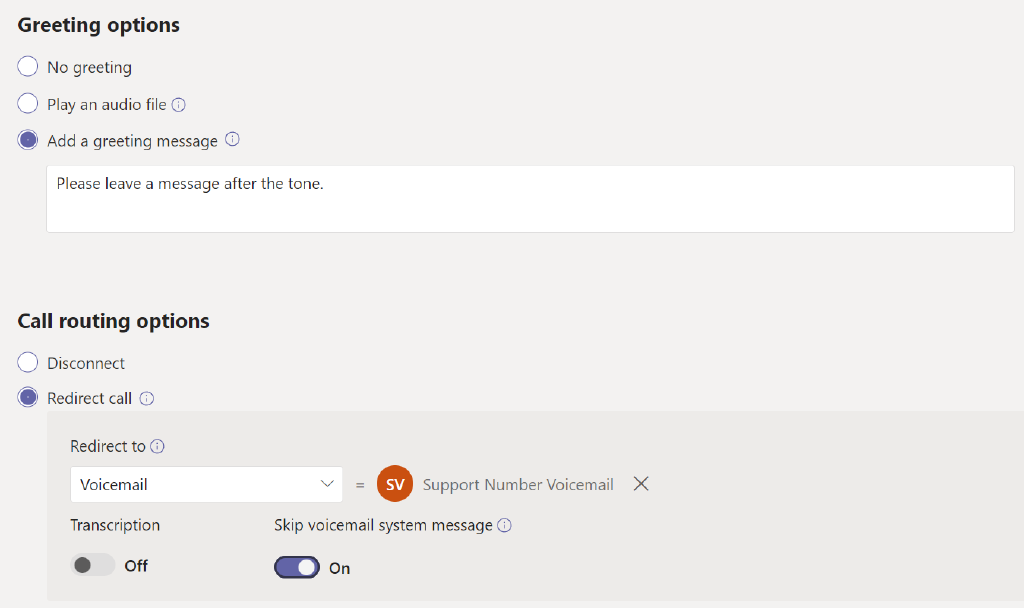 Greeting options
No greeting
Play an audio file
Add a greeting message
Please leave a message after the tone.
Call routing options
Disconnect
Redirect call
Redirect to
Voicemail = SV Support Number Voicemail
Transcription Skip voicemail system message
Off On